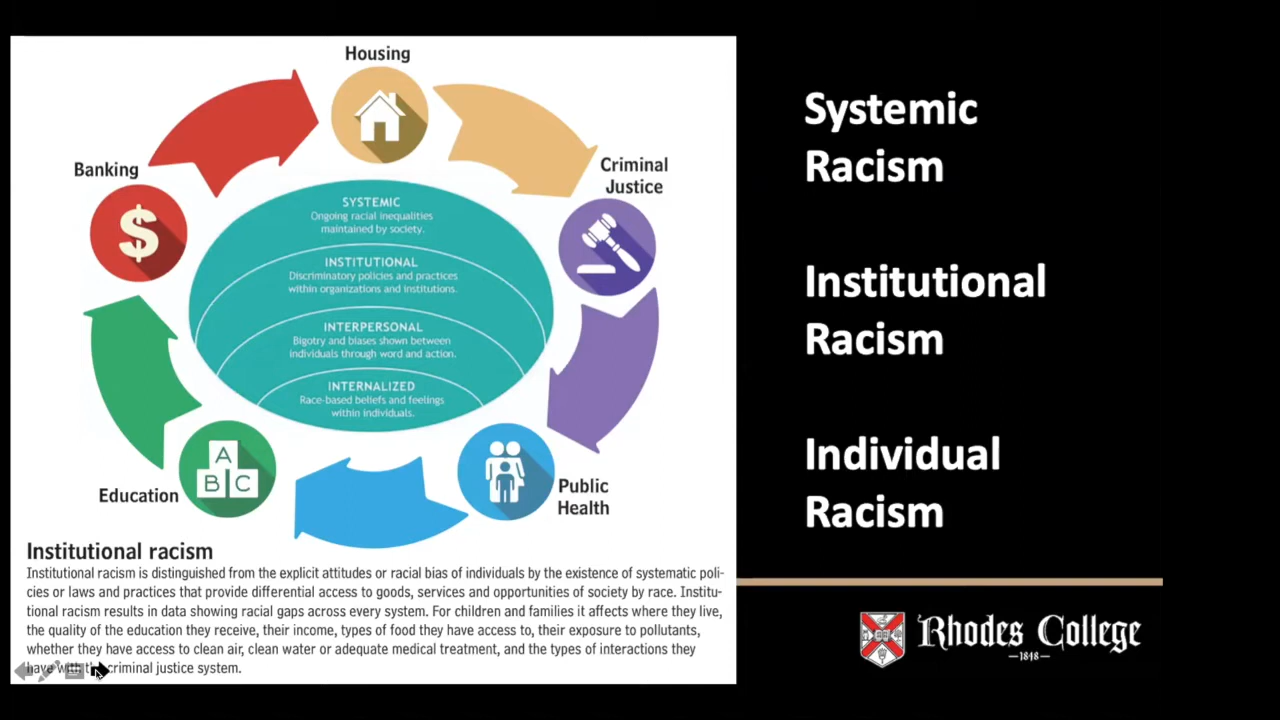 Housing
Banking
Criminal
Justice
$
SYSTEMIC
Ongoing racial inequalities
maintained by society.
INSTITUTIONAL
Discriminatory policies and practices
within organizations and institutions.
INTERPERSONAL
Bigotry and biases shown between
individuals through word and action.
INTERNALIZED
Race-based beliefs and feelings
within individuals.
A
B C
Education
Public
Health
Institutional racism
Institutional racism is distinguished from the explicit attitudes or racial bias of individuals by the existence of systematic poli-
cies or laws and practices that provide differential access to goods, services and opportunities of society by race. Institu-
tional racism results in data showing racial gaps across every system. For children and families it affects where they live,
the quality of the education they receive, their income, types of food they have access to, their exposure to pollutants,
whether they have access to clean air, clean water or adequate medical treatment, and the types of interactions they
have with the criminal justice system.
Systemic
Racism
Institutional
Racism
Individual
Racism
Rhodes College
—1848—